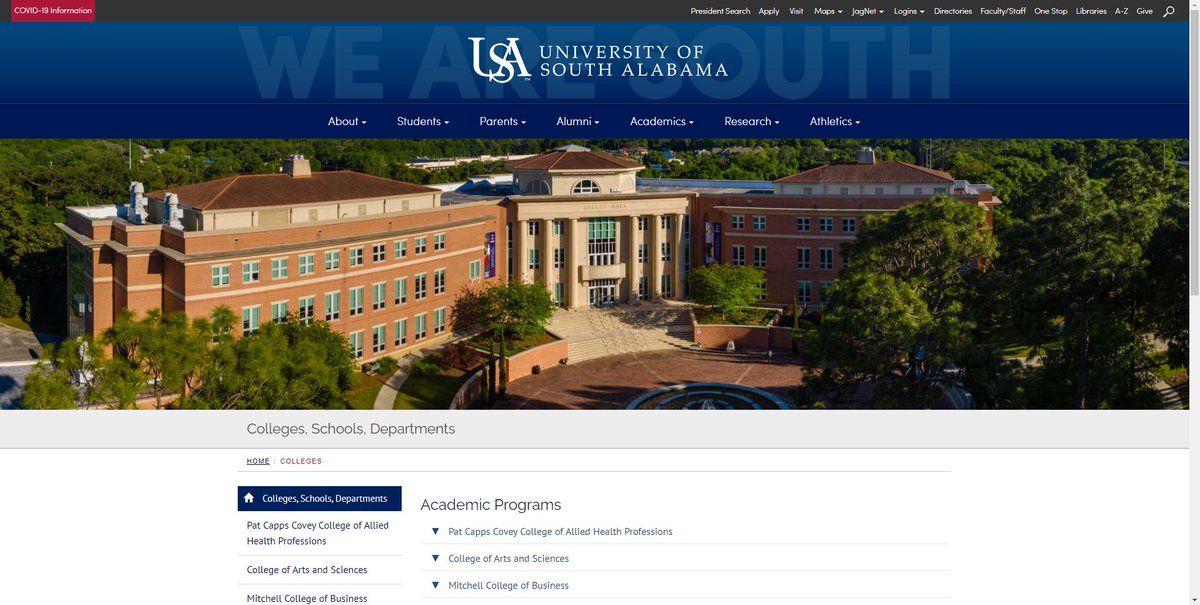 COVID-19 Information
President Search Apply Visit Maps JagNet Logins Directories Faculty/Staff One Stop Libraries A-Z Give
WE ARE SOUTH
USA UNIVERSITY OF
SOUTH ALABAMA
About Students Parents Alumni Academics Research Athletics
SHELBY HALL
Colleges, Schools, Departments
HOME / COLLEGES
Colleges, Schools, Departments
Pat Capps Covey College of Allied
Health Professions
College of Arts and Sciences
Mitchell College of Business
Academic Programs
Pat Capps Covey College of Allied Health Professions
College of Arts and Sciences
Mitchell College of Business